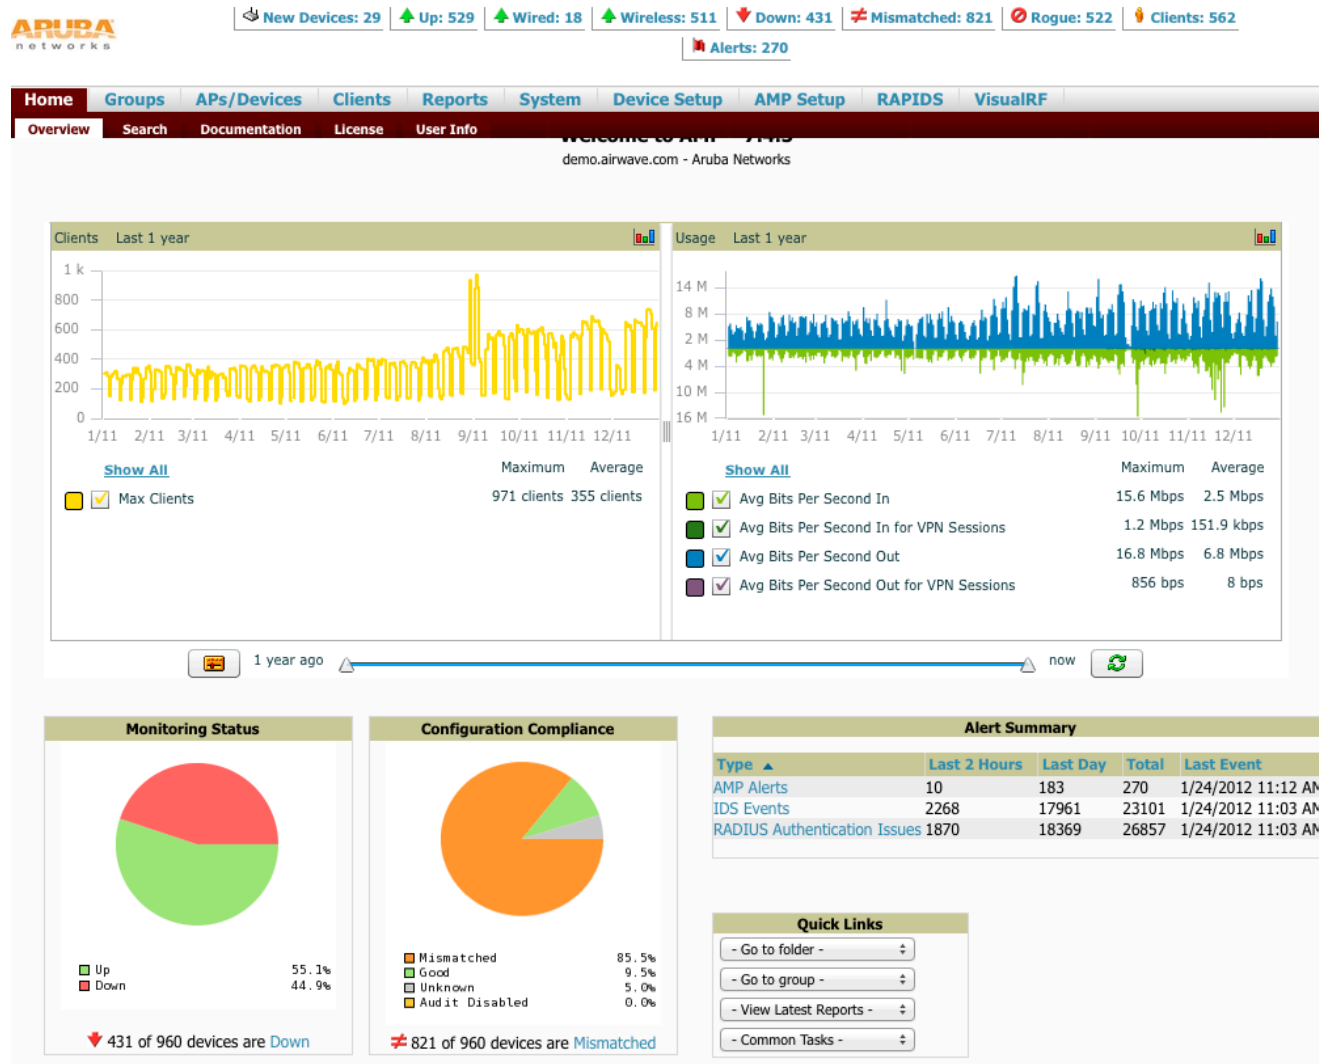 ARUBA
networks
New Devices: 29 Up: 529 Wired: 18 Wireless: 511 Down: 431 Mismatched: 821 Rogue: 522 Clients: 562
Alerts: 270
Home Groups APs/Devices Clients Reports System Device Setup AMP Setup RAPIDS VisualRF
Overview Search Documentation License User Info
Welcome to AMP - 7.4.3
demo.airwave.com - Aruba Networks
Clients Last 1 year
1 k
800
600
400
200
0
1/11 2/11 3/11 4/11 5/11 6/11 7/11 8/11 9/11 10/11 11/11 12/11
Show All Maximum Average
Max Clients 971 clients 355 clients
Usage Last 1 year
14 M
8 M
2 M
4 M
10 M
16 M
1/11 2/11 3/11 4/11 5/11 6/11 7/11 8/11 9/11 10/11 11/11 12/11
Show All Maximum Average
Avg Bits Per Second In 15.6 Mbps 2.5 Mbps
Avg Bits Per Second In for VPN Sessions 1.2 Mbps 151.9 kbps
Avg Bits Per Second Out 16.8 Mbps 6.8 Mbps
Avg Bits Per Second Out for VPN Sessions 856 bps 8 bps
1 year ago now
Monitoring Status
Up 55.1%
Down 44.9%
431 of 960 devices are Down
Configuration Compliance
Mismatched 85.5%
Good 9.5%
Unknown 5.0%
Audit Disabled 0.0%
821 of 960 devices are Mismatched
Alert Summary
Type Last 2 Hours Last Day Total Last Event
AMP Alerts 10 183 270 1/24/2012 11:12 AM
IDS Events 2268 17961 23101 1/24/2012 11:03 AM
RADIUS Authentication Issues 1870 18369 26857 1/24/2012 11:03 AM
Quick Links
- Go to folder -
- Go to group -
- View Latest Reports -
- Common Tasks -